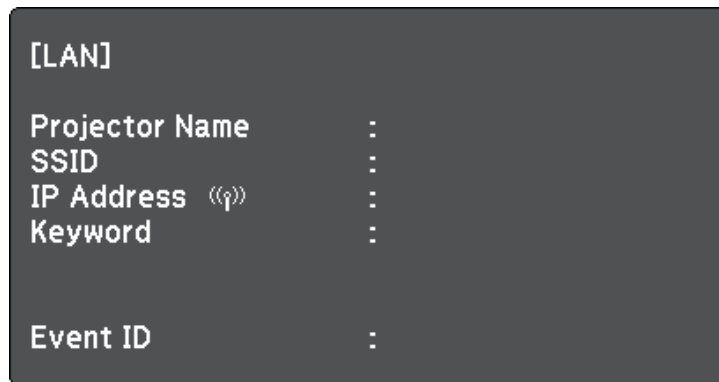 [LAN]
Projector Name :
SSID :
IP Address :
Keyword :
Event ID :